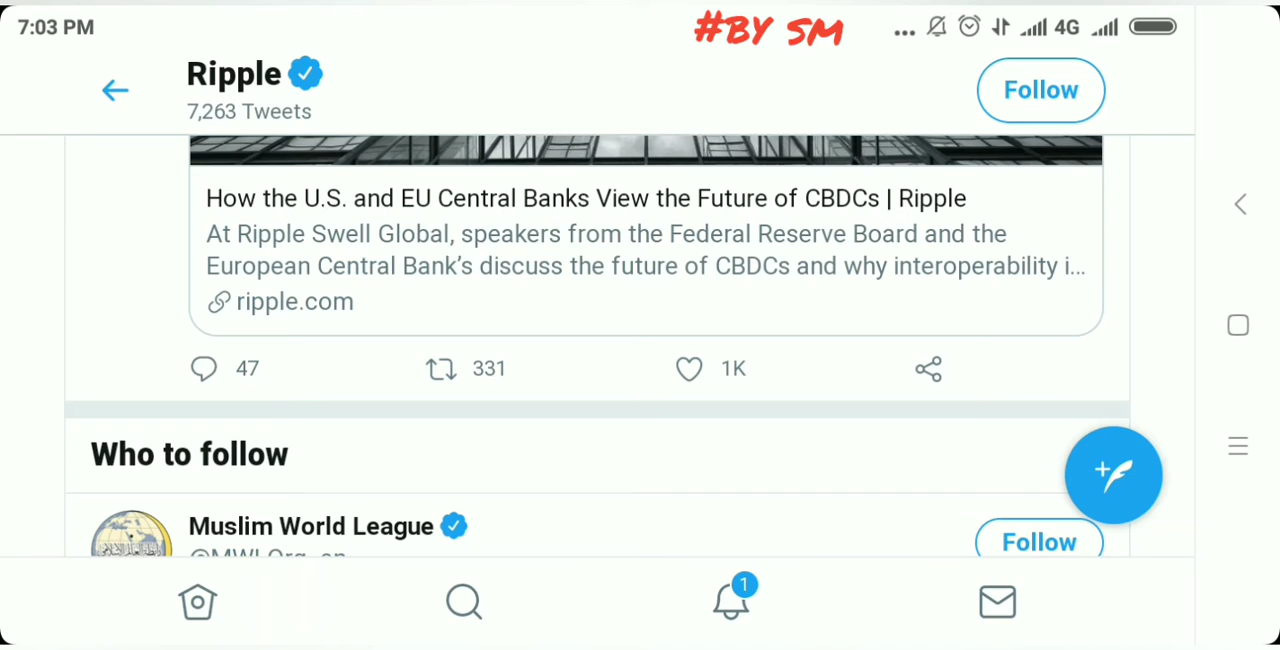 7:03 PM
#BY SM
4G
Ripple
7,263 Tweets
Follow
How the U.S. and EU Central Banks View the Future of CBDCs | Ripple
At Ripple Swell Global, speakers from the Federal Reserve Board and the
European Central Bank’s discuss the future of CBDCs and why interoperability i...
ripple.com
47
331
1K
Who to follow
Muslim World League
Follow
1